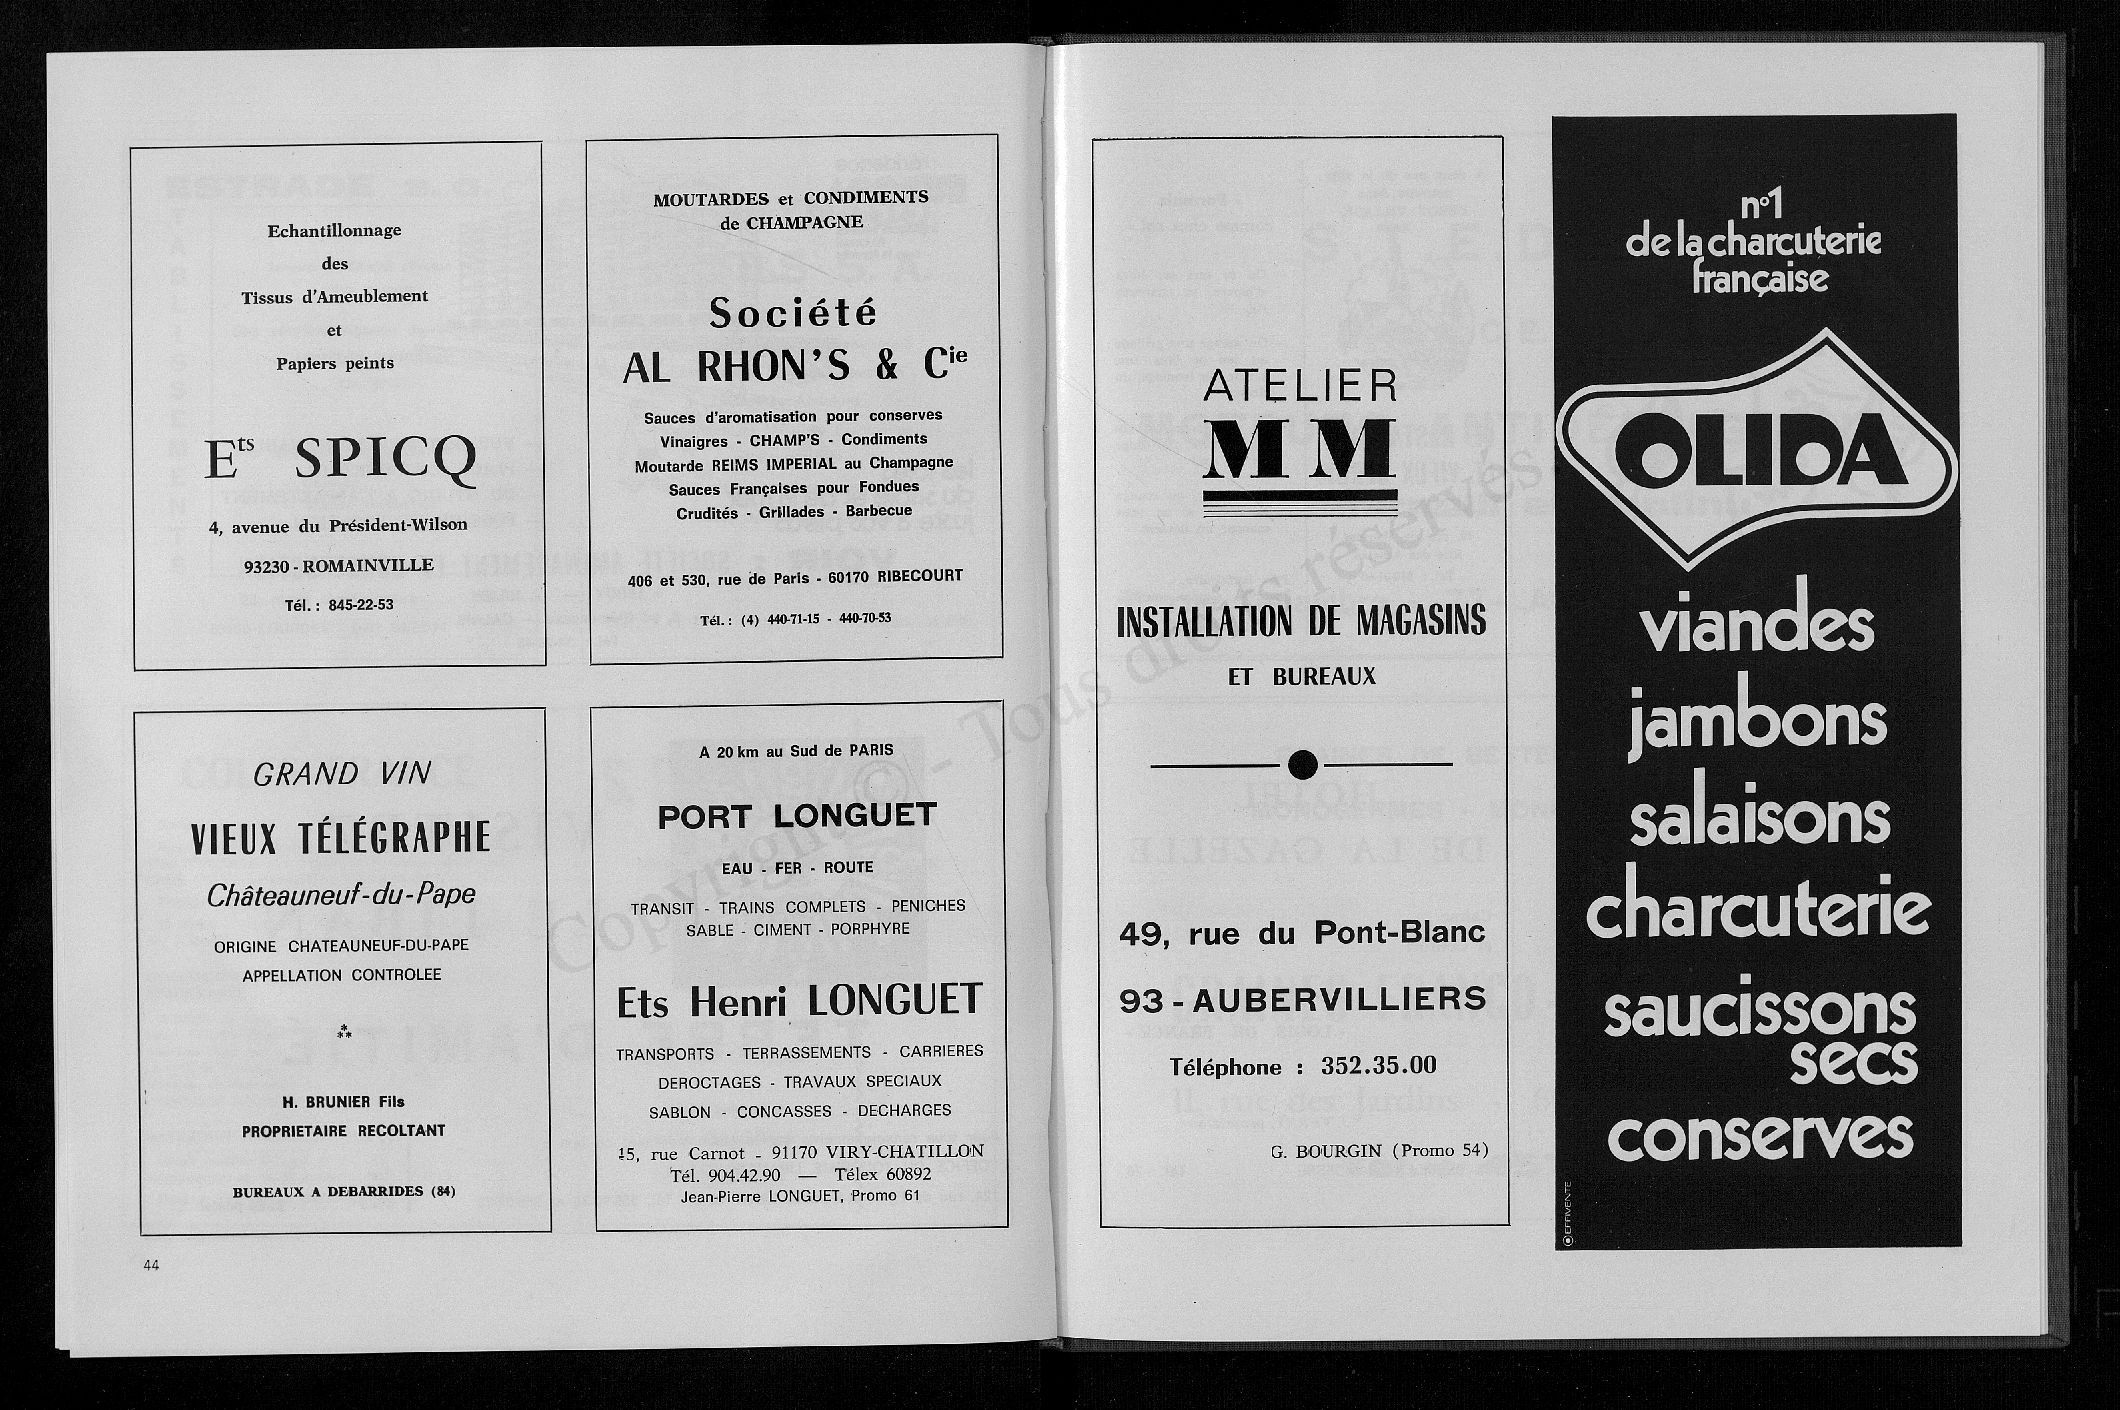 Echantillonnage
des
Tissus d'Ameublement
et
Papiers peints
Ets SPICQ
4, avenue du Président-Wilson
93230 - ROMAINVILLE
Tél. : 845-22-53
MOUTARDES et CONDIMENTS
de CHAMPAGNE
Société
AL RHON'S & Cie
Sauces d'aromatisation pour conserves
Vinaigres - CHAMP'S - Condiments
Moutarde REIMS IMPERIAL au Champagne
Sauces Françaises pour Fondues
Crudités - Grillades - Barbecue
406 et 530, rue de Paris - 60170 RIBECOURT
Tél. : (4) 440-71-15 - 440-70-53
GRAND VIN
VIEUX TÉLÉGRAPHE
Châteauneuf-du-Pape
ORIGINE CHATEAUNEUF-DU-PAPE
APPELLATION CONTROLEE
H. BRUNIER Fils
PROPRIETAIRE RECOLTANT
BUREAUX A DEBARRIDES (84)
A 20 km au Sud de PARIS
PORT LONGUET
EAU - FER - ROUTE
TRANSIT - TRAINS COMPLETS - PENICHES
SABLE - CIMENT - PORPHYRE
Ets Henri LONGUET
TRANSPORTS - TERRASSEMENTS - CARRIERES
DEROCTAGES - TRAVAUX SPECIAUX
SABLON - CONCASSES - DECHARGES
rue Carnot - 91170 VIRY-CHATILLON
Tél. 904.42.90 — Télex 60892
Jean-Pierre LONGUET, Promo 61
44
ATELIER
MM
INSTALLATION DE MAGASINS
ET BUREAUX
49, rue du Pont-Blanc
93 - AUBERVILLIERS
Téléphone : 352.35.00
G. BOURGIN (Promo 54)
n°1
de la charcuterie
française
OLIDA
viandes
jambons
salaisons
charcuterie
saucissons
secs
conserves
EFFIVENTE
Copyright © - Tous droits réservés